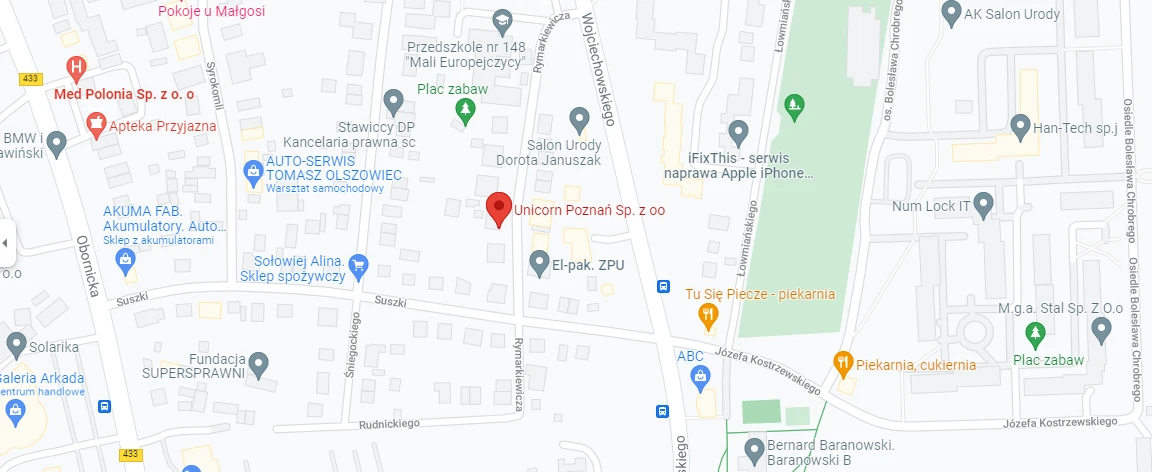 Pokoje u Małgosi
AK Salon Urody
Rymarkiewicza
Wojciechowskiego
Łowmiańskiego
os. Bolesława Chrobrego
Przedszkole nr 148
"Mali Europejczycy"
Syrokomli
433
Med Polonia Sp. z o. o
Plac zabaw
Osiedle Bolesława Chrobrego
Apteka Przyjazna
BMW i
Stawiccy DP
Kancelaria prawna sc
Salon Urody
Dorota Januszak
Han-Tech sp.j
iFixThis - serwis
naprawa Apple iPhone...
AUTO-SERWIS
TOMASZ OLSZOWIEC
Warsztat samochodowy
AKUMA FAB.
Akumulatory. Auto...
Sklep z akumulatorami
Unicorn Poznań Sp. z oo
Num Lock IT
Obornicka
Łowmiańskiego
o.o
Sołowiej Alina.
Sklep spożywczy
El-pak. ZPU
Osiedle Bolesława Chrobrego
Suszki
Suszki
Tu Się Piecze - piekarnia
M.g.a. Stal Sp. Z O.o
Śniegockiego
Rymarkiewicza
Solarika
Fundacja
SUPERSPRAWNI
ABC
Józefa Kostrzewskiego
Piekarnia, cukiernia
Plac zabaw
Galeria Arkada
centrum handlowe
Rudnickiego
Józefa Kostrzewskiego
433
skiego
Bernard Baranowski.
Baranowski B